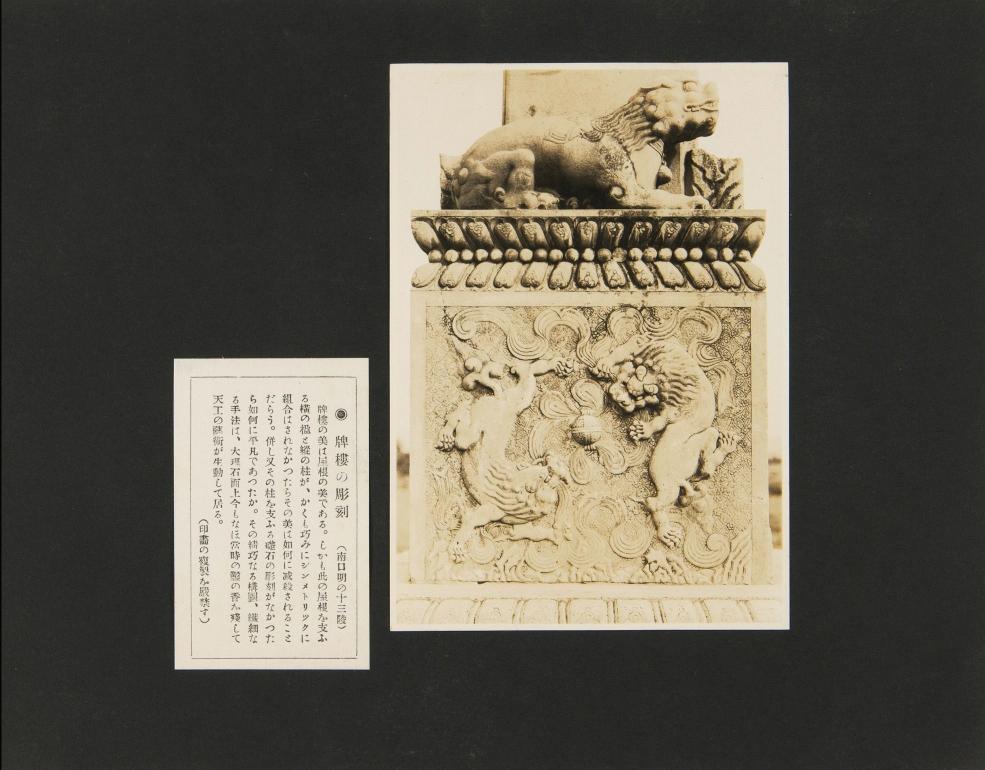 ◉ 牌樓の彫刻 （南口明の十三陵）
牌樓の美は屋根の美である。しかも此の屋樓を支ふ
る橫の楹と縱の柱が、かくも巧みにシンメトリックに
組合はされなかつたらその美は如何に減殺されること
だらう。併し又その柱を支ふる礎石の彫刻がなかつた
ら如何に平凡であつたか。その精巧なる構圖、纖細な
る手法は、大理石面上今もなほ當時の鑿の香を殘して
天工の藝術が生動して居る。
（印畫の複製を嚴禁す）